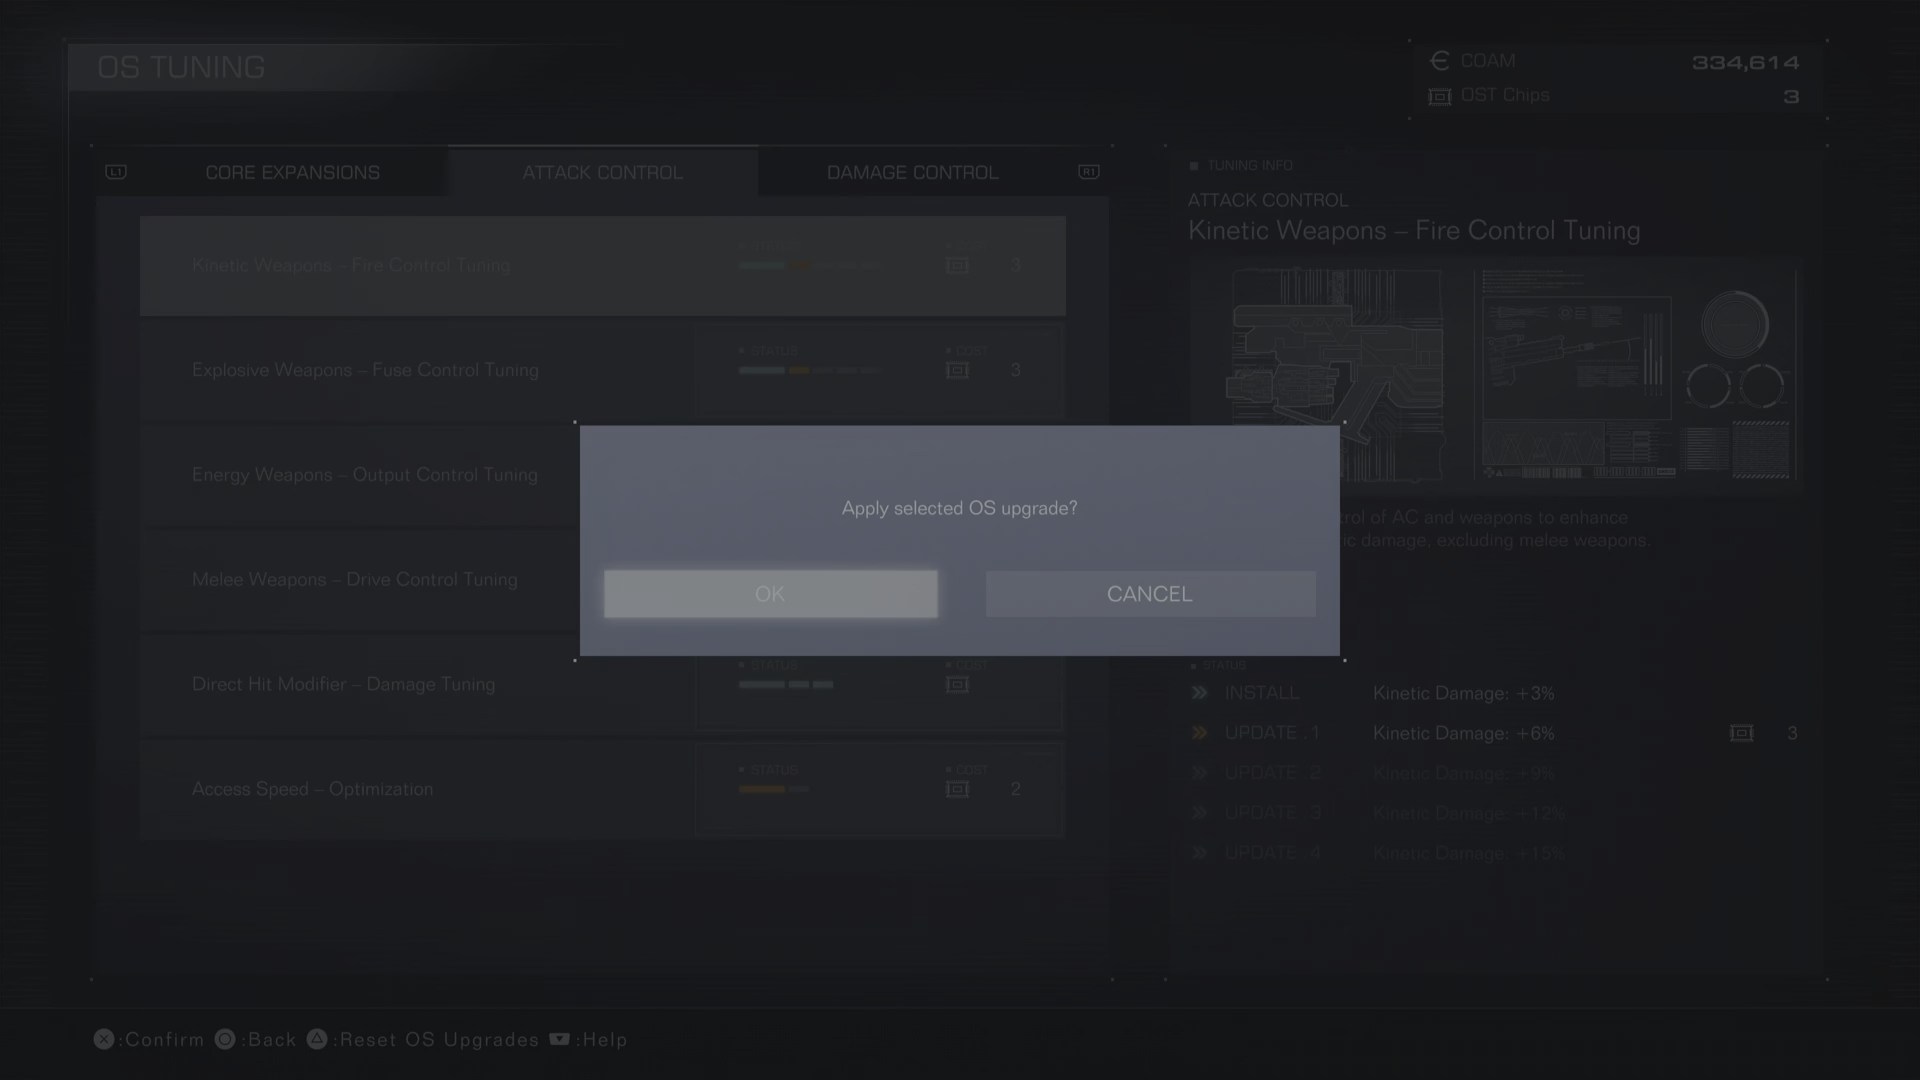 OS TUNING
COAM 334,614
OST Chips 3
L1 CORE EXPANSIONS ATTACK CONTROL DAMAGE CONTROL R1
Kinetic Weapons – Fire Control Tuning 3
STATUS COST
Explosive Weapons – Fuse Control Tuning 3
Energy Weapons – Output Control Tuning
Melee Weapons – Drive Control Tuning
STATUS COST
Direct Hit Modifier – Damage Tuning
STATUS COST
Access Speed – Optimization 2
TUNING INFO
ATTACK CONTROL
Kinetic Weapons – Fire Control Tuning
of AC and weapons to enhance
damage, excluding melee weapons.
STATUS
INSTALL Kinetic Damage: +3%
UPDATE . 1 Kinetic Damage: +6% 3
UPDATE . 2 Kinetic Damage: +9%
UPDATE . 3 Kinetic Damage: +12%
UPDATE . 4 Kinetic Damage: +15%
Apply selected OS upgrade?
OK CANCEL
:Confirm :Back :Reset OS Upgrades :Help